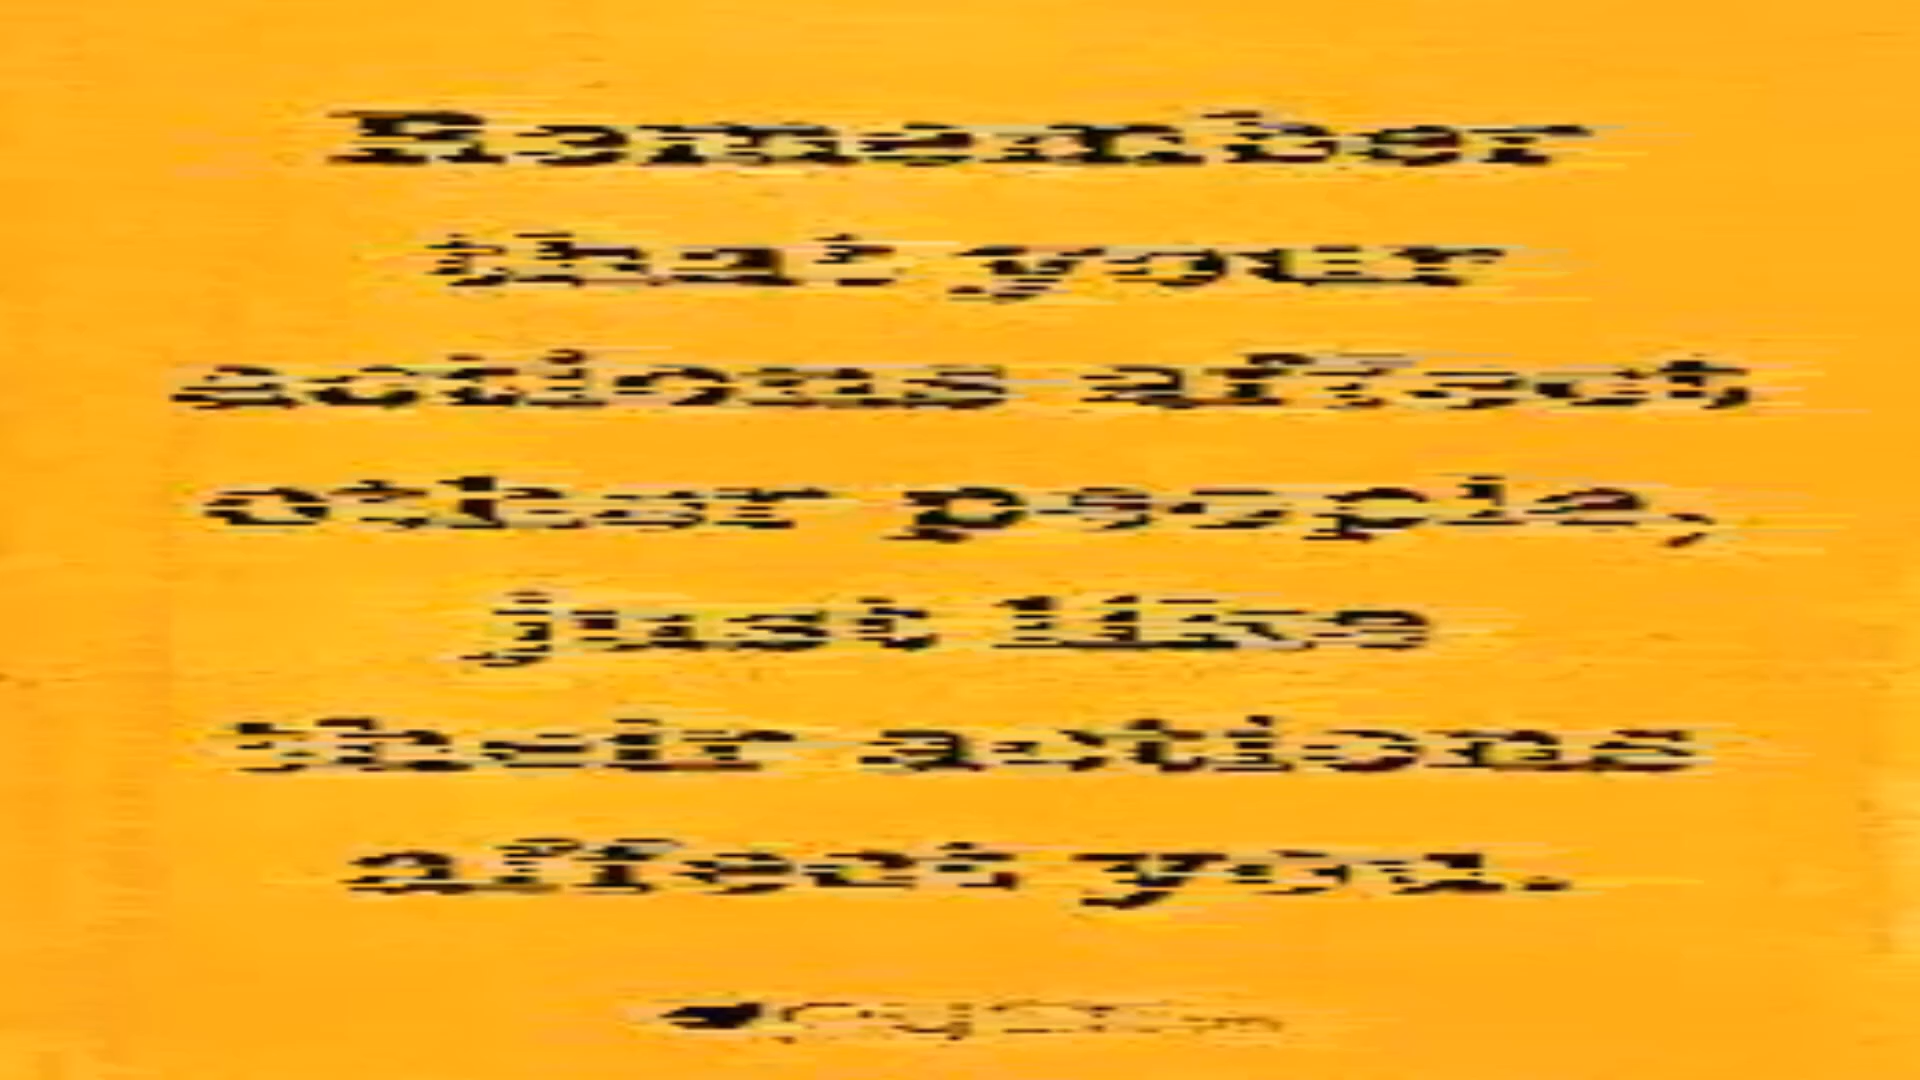 Remember
that your
actions affect
other people,
just like
their actions
affect you.